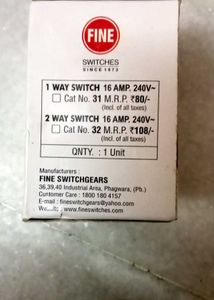 FINE
SWITCHES
SINCE 1973
1 WAY SWITCH 16 AMP. 240V~
Cat No. 31 M.R.P. ₹80/-
(Incl. of all taxes)
2 WAY SWITCH 16 AMP. 240V~
Cat No. 32 M.R.P. ₹108/-
(Incl. of all taxes)
QNTY. : 1 Unit
Manufacturer :
FINE SWITCHGEARS
36,39,40 Industrial Area, Phagwara, (Pb.)
Customer Care : 1800 180 4157
E-mail : fineswitchgears@yahoo.com
Website : www.fineswitches.com